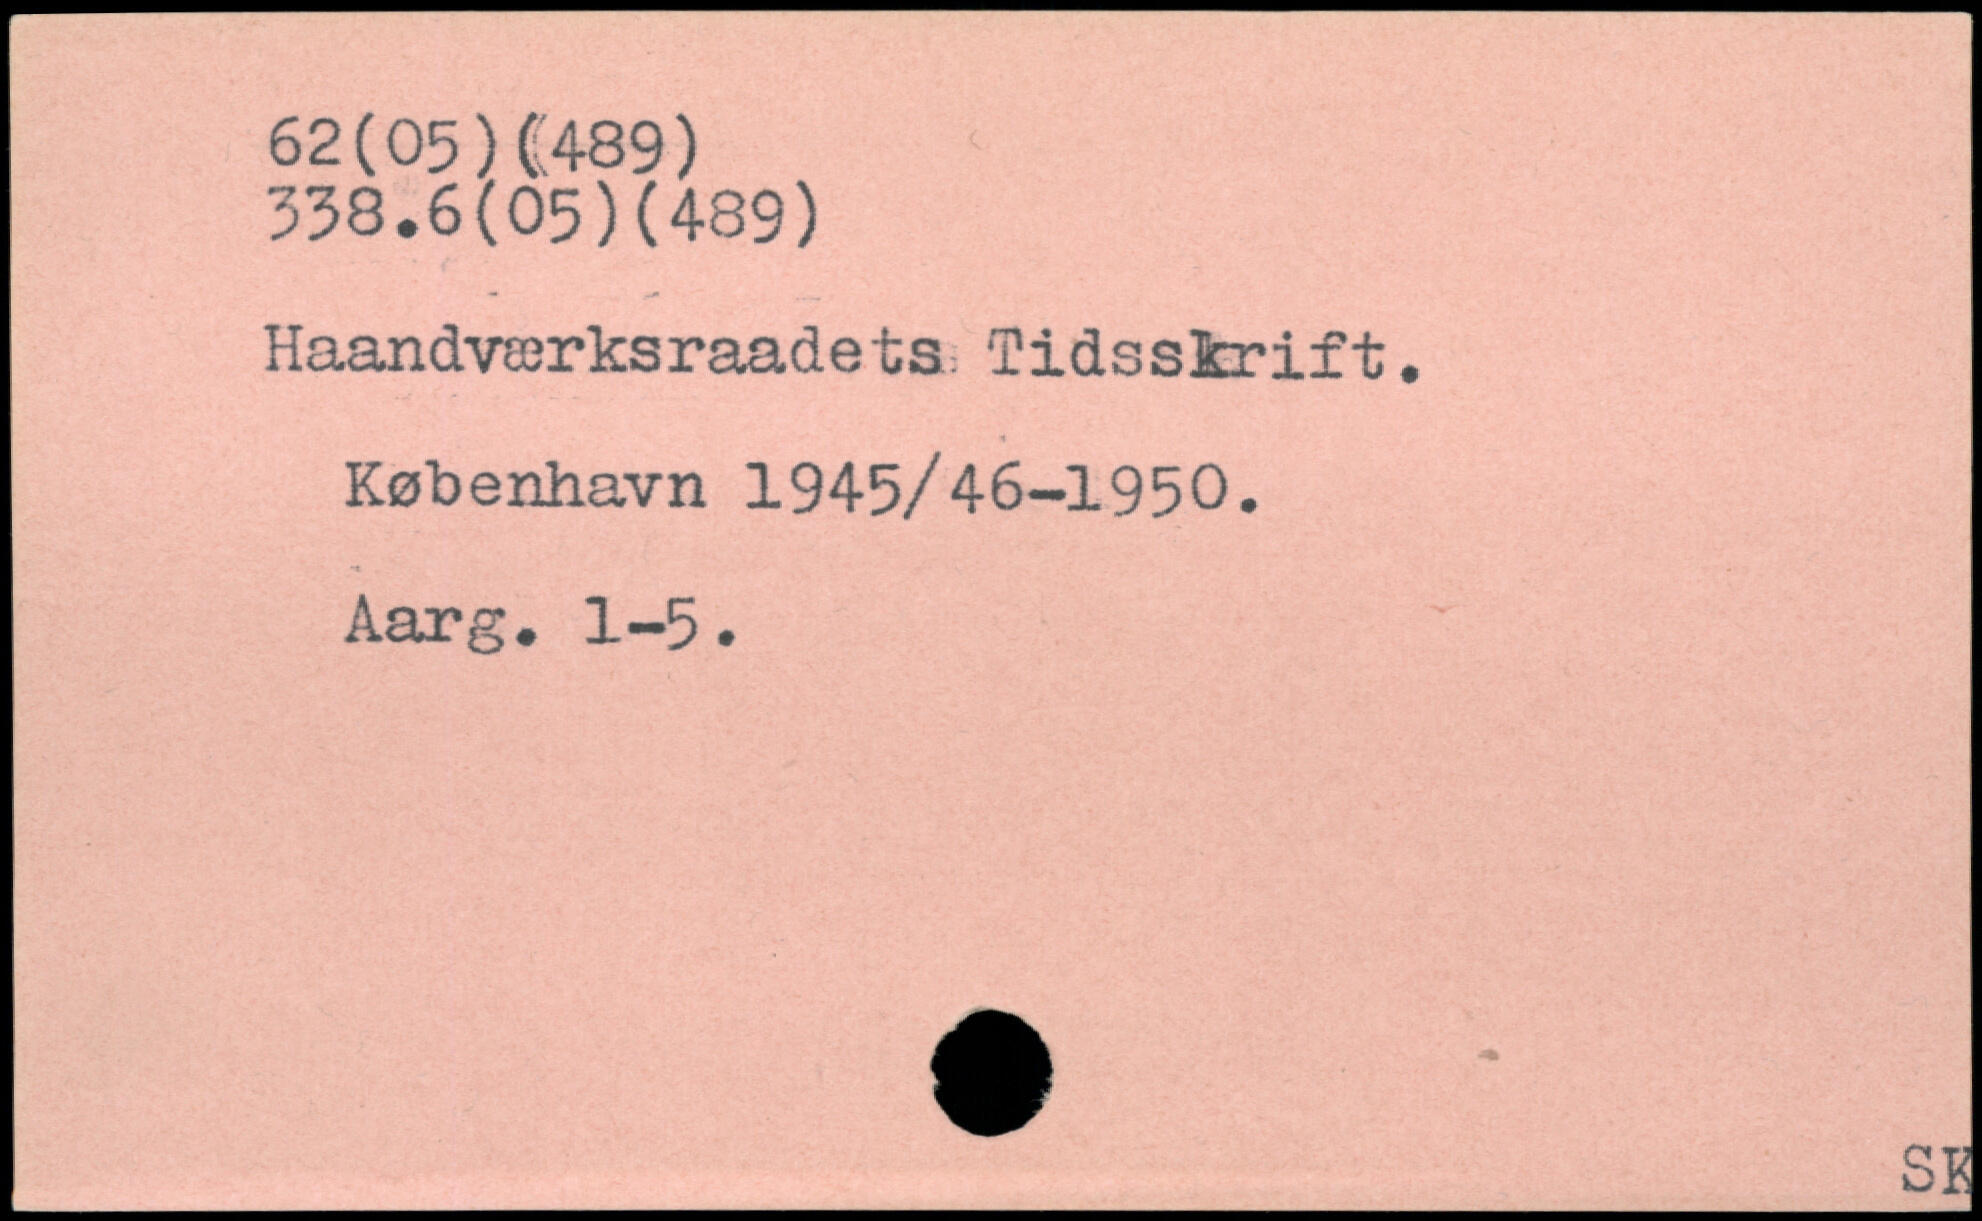 62(05)(489)
338.6(05)(489)
Haandværksraadets Tidsskrift.
København 1945/46-1950.
Aarg. 1-5.
SK